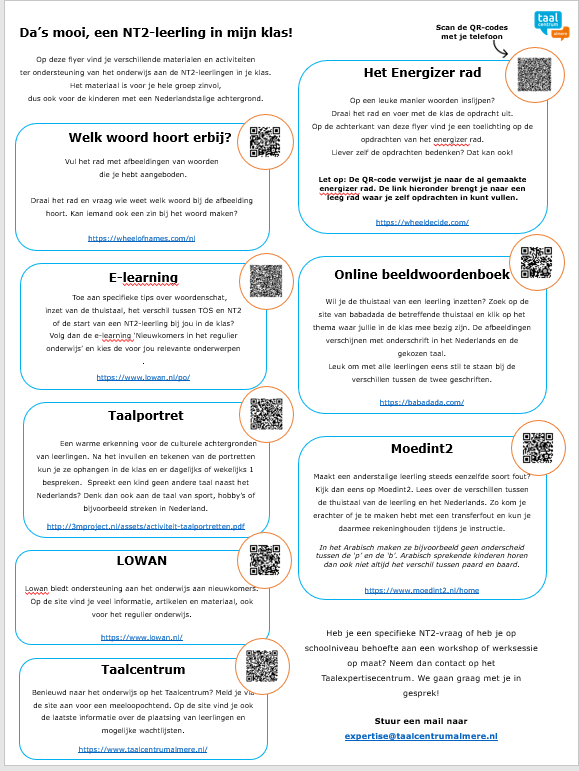 Da's mooi, een NT2-leerling in mijn klas!
Op deze flyer vind je verschillende materialen en activiteiten
ter ondersteuning van het onderwijs aan de NT2-leerlingen in je klas.
Het materiaal is voor je hele groep zinvol,
dus ook voor de kinderen met een Nederlandstalige achtergrond.
Scan de QR-codes
met je telefoon
taal
centrum
almere
Welk woord hoort erbij?
Vul het rad met afbeeldingen van woorden
die je hebt aangeboden.
Draai het rad en vraag wie weet welk woord bij de afbeelding
hoort. Kan iemand ook een zin bij het woord maken?
https://wheelofnames.com/nl
E-learning
Toe aan specifieke tips over woordenschat,
inzet van de thuistaal, het verschil tussen TOS en NT2
of de start van een NT2-leerling bij jou in de klas?
Volg dan de e-learning 'Nieuwkomers in het regulier
onderwijs' en kies de voor jou relevante onderwerpen
.
https://www.lowan.nl/po/
Taalportret
Een warme erkenning voor de culturele achtergronden
van leerlingen. Na het invullen en tekenen van de portretten
kun je ze ophangen in de klas en er dagelijks of wekelijks 1
bespreken. Spreekt een kind geen andere taal naast het
Nederlands? Denk dan ook aan de taal van sport, hobby's of
bijvoorbeeld streken in Nederland.
http://3mproject.nl/assets/activiteit-taalportretten.pdf
LOWAN
Lowan biedt ondersteuning aan het onderwijs aan nieuwkomers.
Op de site vind je veel informatie, artikelen en materiaal, ook
voor het regulier onderwijs.
https://www.lowan.nl/
Taalcentrum
Benieuwd naar het onderwijs op het Taalcentrum? Meld je via
de site aan voor een meeloopochtend. Op de site vind je ook
de laatste informatie over de plaatsing van leerlingen en
mogelijke wachtlijsten.
https://www.taalcentrumalmere.nl/
Het Energizer rad
Op een leuke manier woorden inslijpen?
Draai het rad en voer met de klas de opdracht uit.
Op de achterkant van deze flyer vind je een toelichting op de
opdrachten van het energizer rad.
Liever zelf de opdrachten bedenken? Dat kan ook!
Let op: De QR-code verwijst je naar de al gemaakte
energizer rad. De link hieronder brengt je naar een
leeg rad waar je zelf opdrachten in kunt vullen.
https://wheeldecide.com/
Online beeldwoordenboek
Wil je de thuistaal van een leerling inzetten? Zoek op de
site van babadada de betreffende thuistaal en klik op het
thema waar jullie in de klas mee bezig zijn. De afbeeldingen
verschijnen met onderschrift in het Nederlands en de
gekozen taal.
Leuk om met alle leerlingen eens stil te staan bij de
verschillen tussen de twee geschriften.
https://babadada.com/
Moedint2
Maakt een anderstalige leerling steeds eenzelfde soort fout?
Kijk dan eens op Moedint2. Lees over de verschillen tussen
de thuistaal van de leerling en het Nederlands. Zo kom je
erachter of je te maken hebt met een transferfout en kun je
daarmee rekeninghouden tijdens je instructie.
In het Arabisch maken ze bijvoorbeeld geen onderscheid
tussen de 'p' en de 'b'. Arabisch sprekende kinderen horen
dan ook niet altijd het verschil tussen paard en baard.
https://www.moedint2.nl/home
Heb je een specifieke NT2-vraag of heb je op
schoolniveau behoefte aan een workshop of werksessie
op maat? Neem dan contact op het
Taalexpertisecentrum. We gaan graag met je in
gesprek!
Stuur een mail naar
expertise@taalcentrumalmere.nl